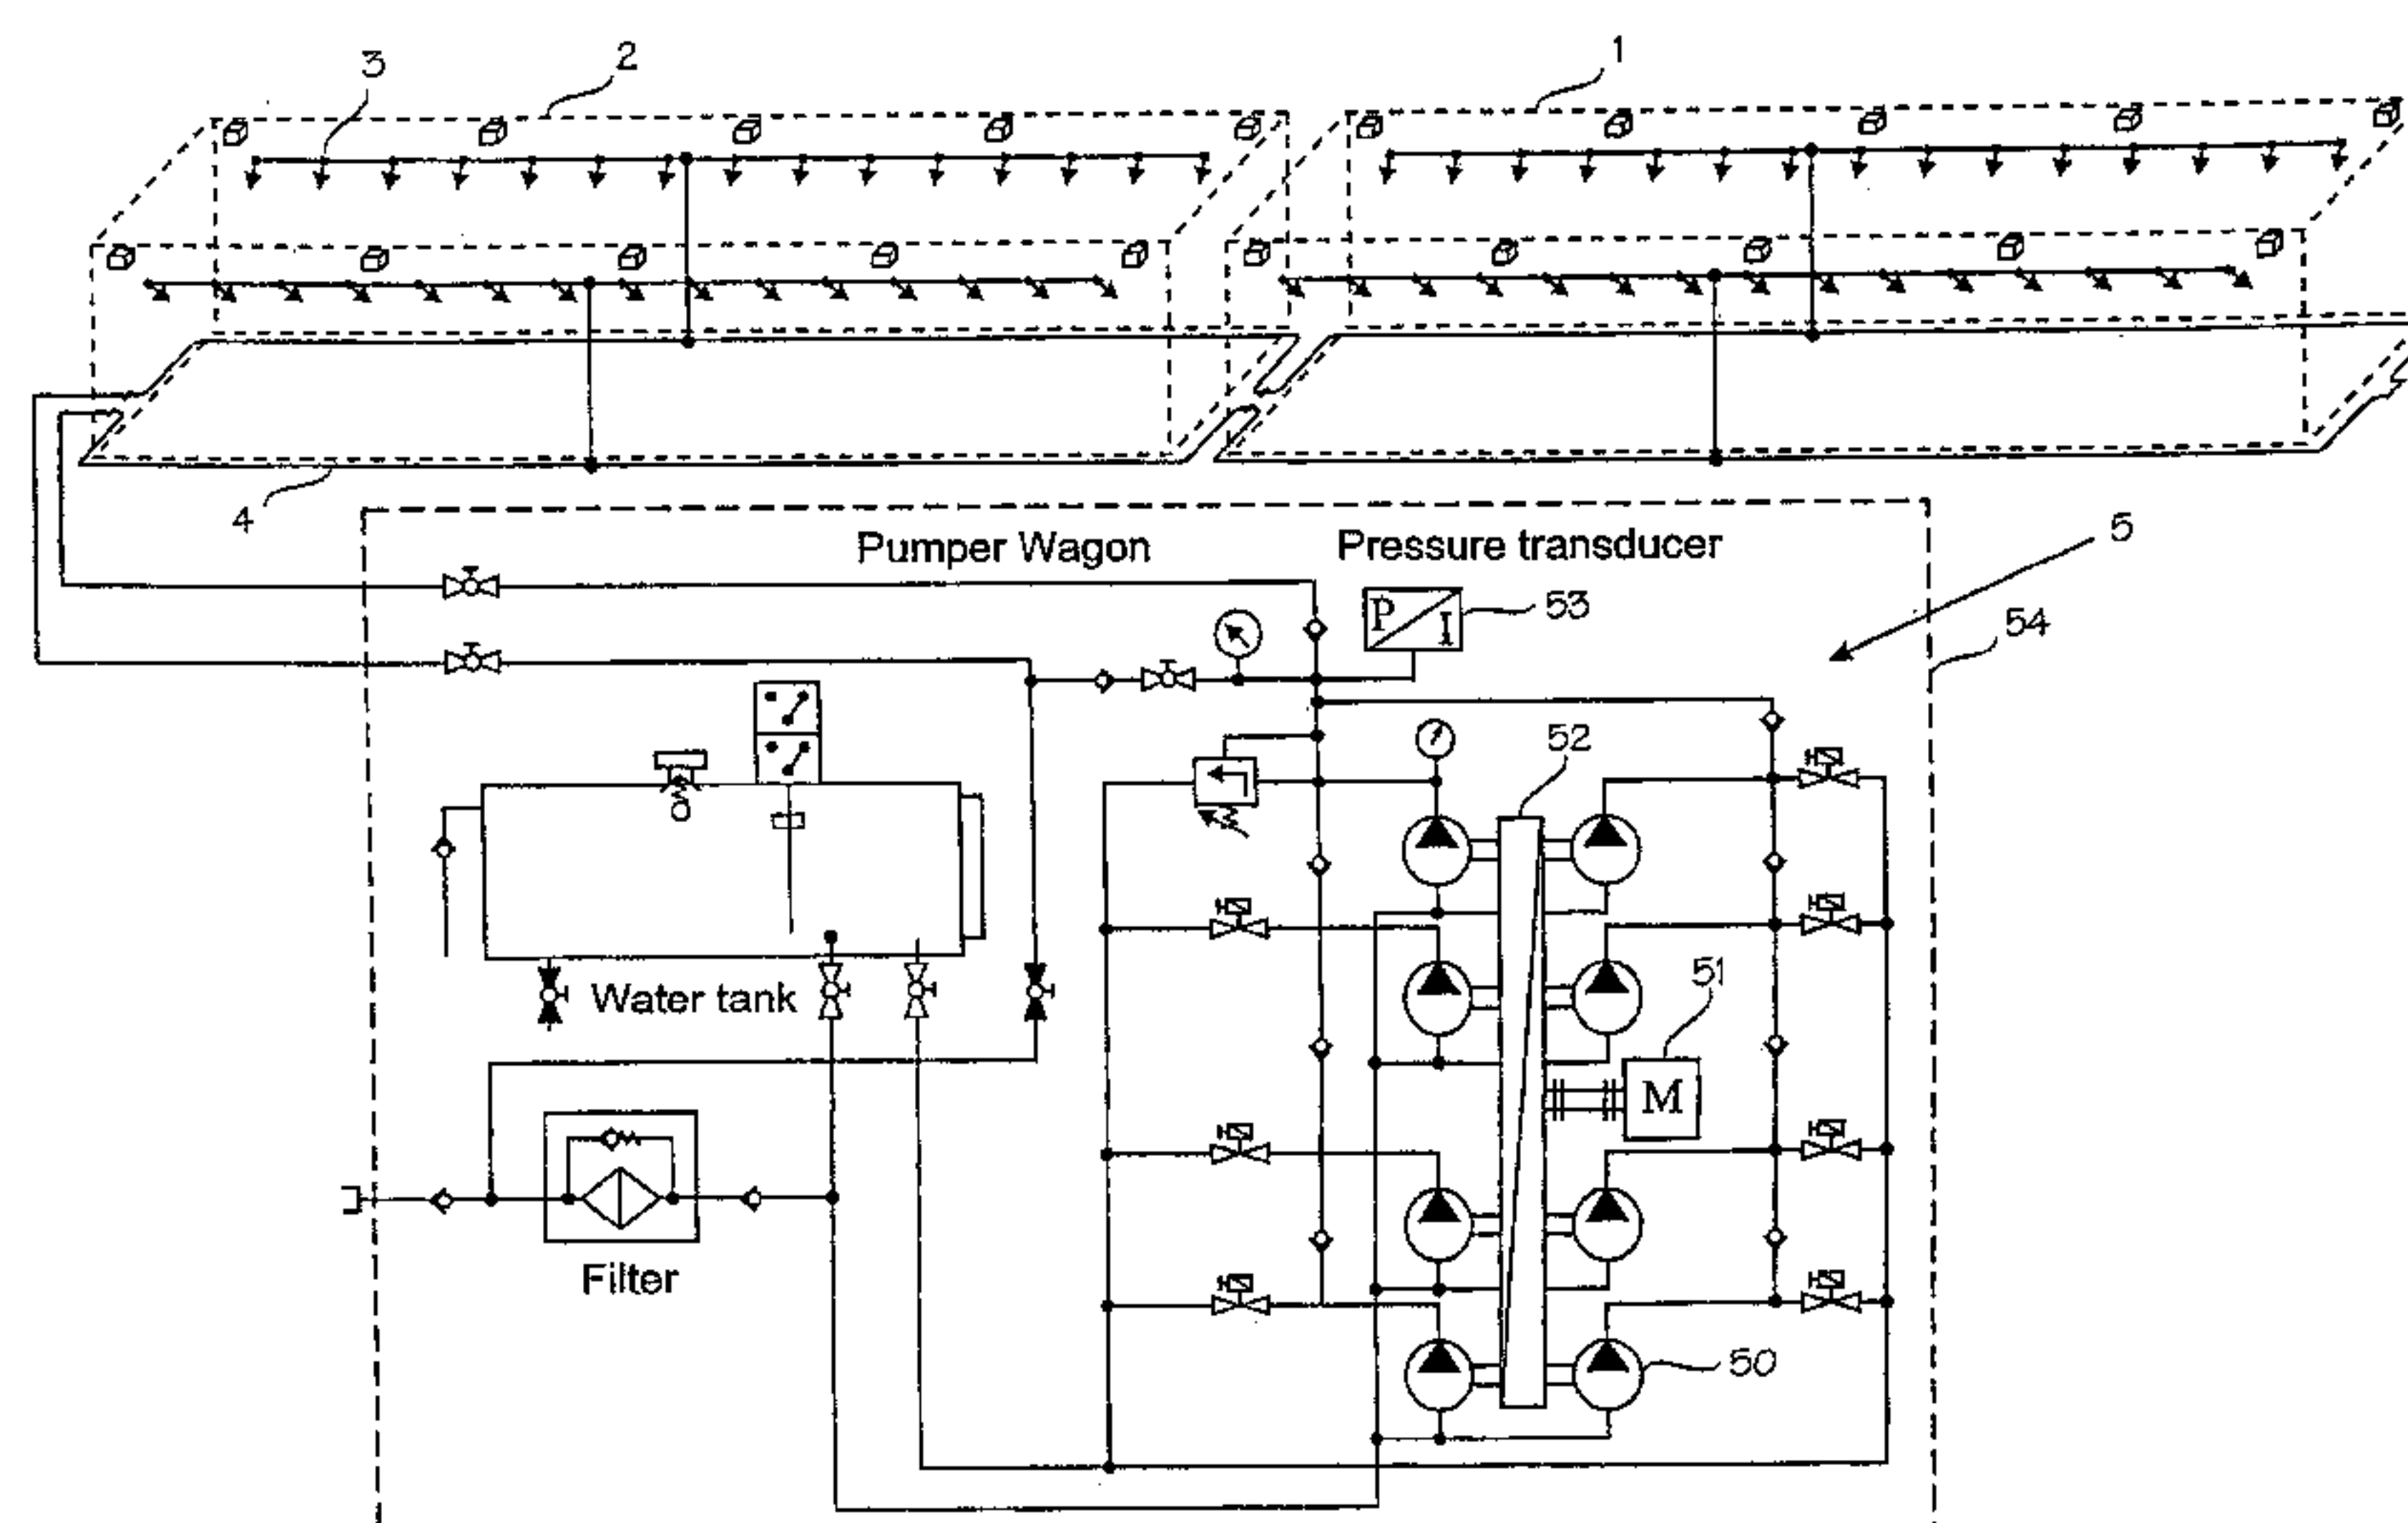 3
2
1
4
Pumper Wagon
Pressure transducer
5
P
I
53
54
52
Water tank
51
M
Filter
50